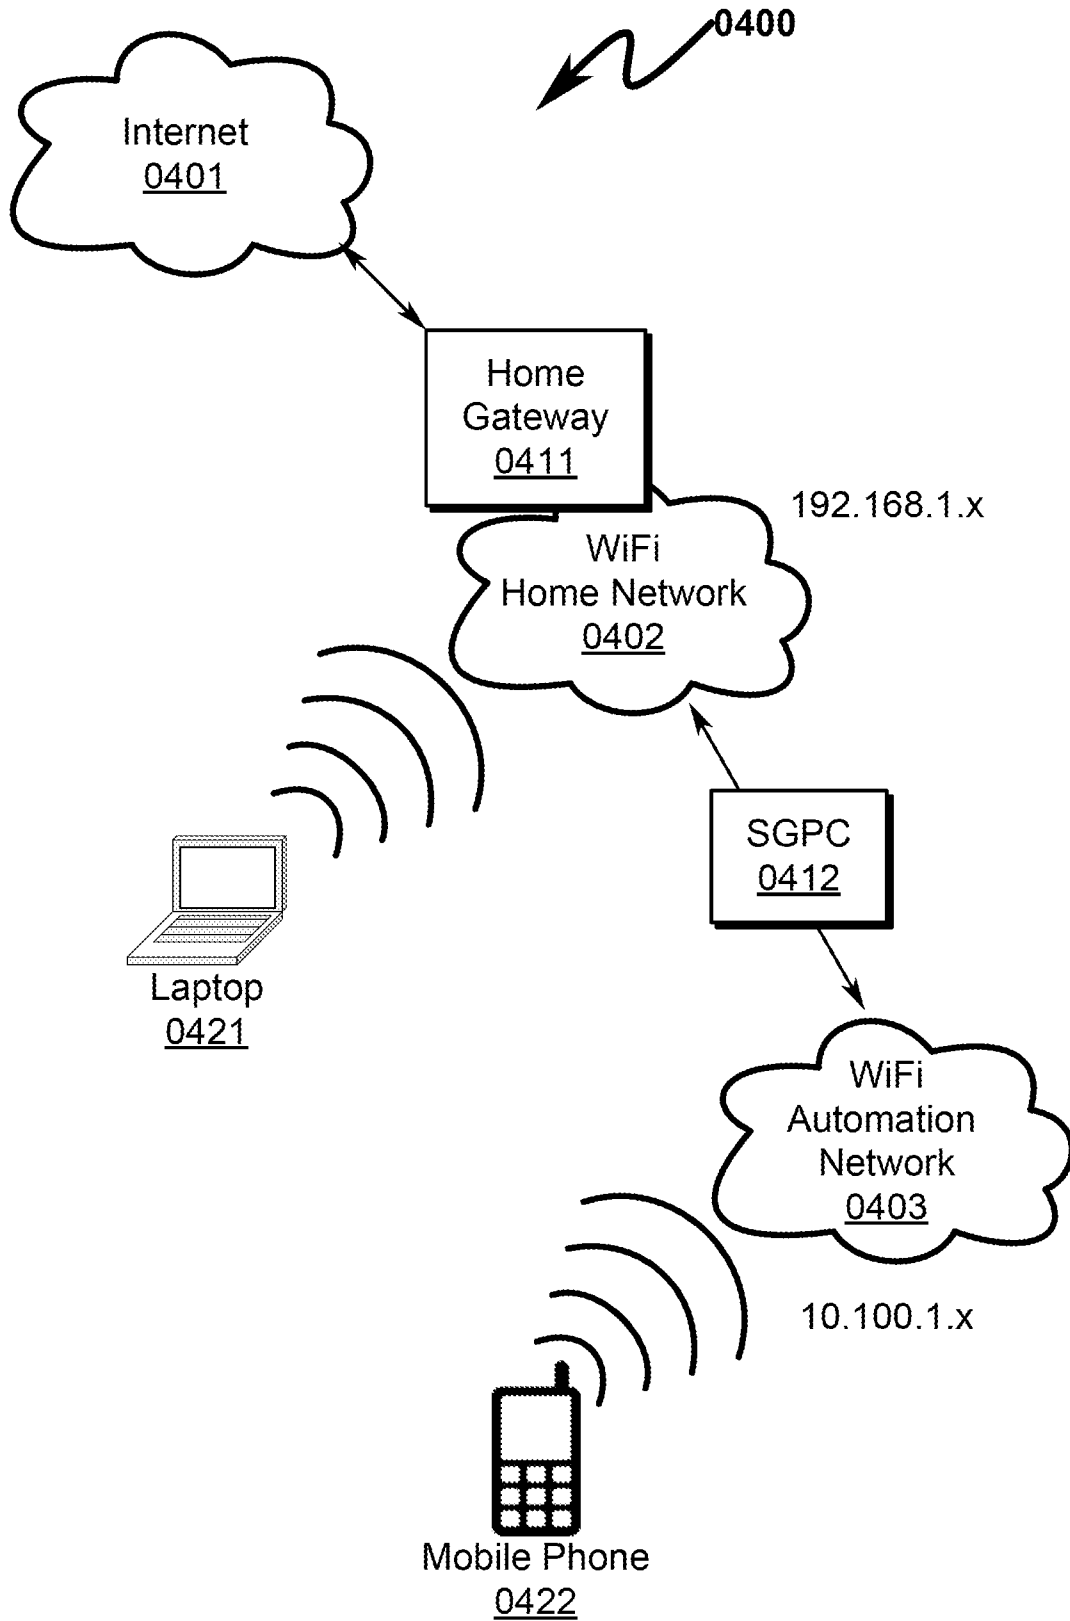 0400
Internet
0401
Home
Gateway
0411
192.168.1.x
WiFi
Home Network
0402
SGPC
0412
Laptop
0421
WiFi
Automation
Network
0403
10.100.1.x
Mobile Phone
0422